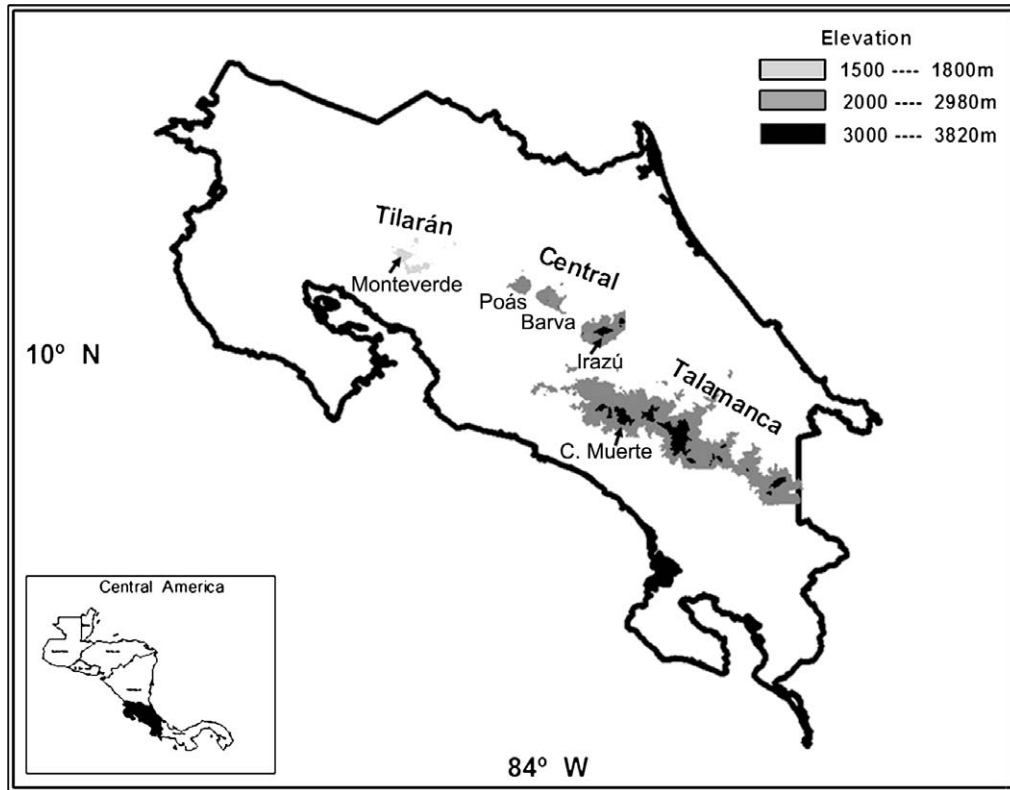 Elevation
1500 ---- 1800m
2000 ---- 2980m
3000 ---- 3820m
Tilarán
Monteverde
Central
Poás
Barva
Irazú
10º N
Talamanca
C. Muerte
Central America
84º W